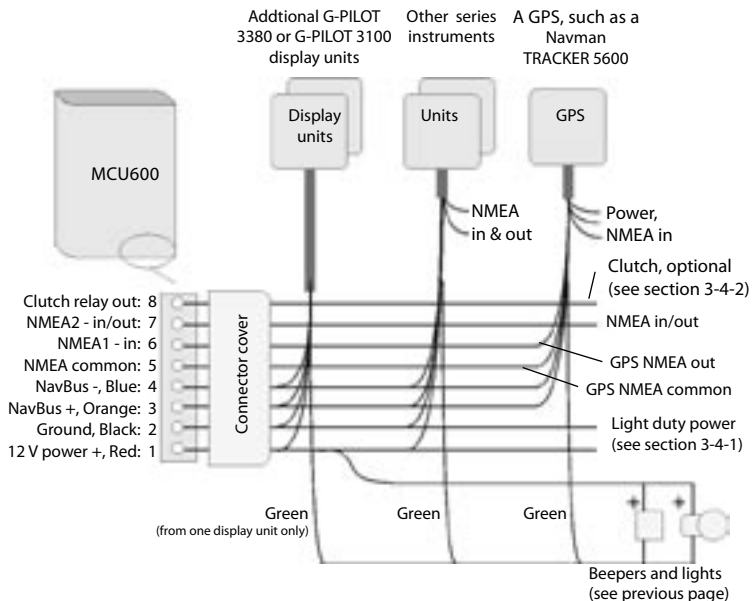 Addtional G-PILOT
3380 or G-PILOT 3100
display units
Other series
instruments
A GPS, such as a
Navman
TRACKER 5600
Display
units
Units
GPS
MCU600
NMEA
in & out
Power,
NMEA in
Clutch, optional
(see section 3-4-2)
Clutch relay out: 8
NMEA2 - in/out: 7
NMEA1 - in: 6
NMEA common: 5
NavBus -, Blue: 4
NavBus +, Orange: 3
Ground, Black: 2
12 V power +, Red: 1
Connector cover
NMEA in/out
GPS NMEA out
GPS NMEA common
Light duty power
(see section 3-4-1)
Green
(from one display unit only)
Green
Green
+
+
Beepers and lights
(see previous page)